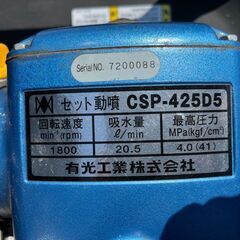 Serial NO. 7200088
セット動噴 CSP-425D5
回転速度 吸水量 最高圧力
min⁻¹(rpm) ℓ/min MPa(kgf/cm²)
1800 20.5 4.0(41)
有光工業株式会社